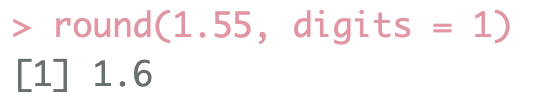 > round(1.55, digits = 1)
[1] 1.6